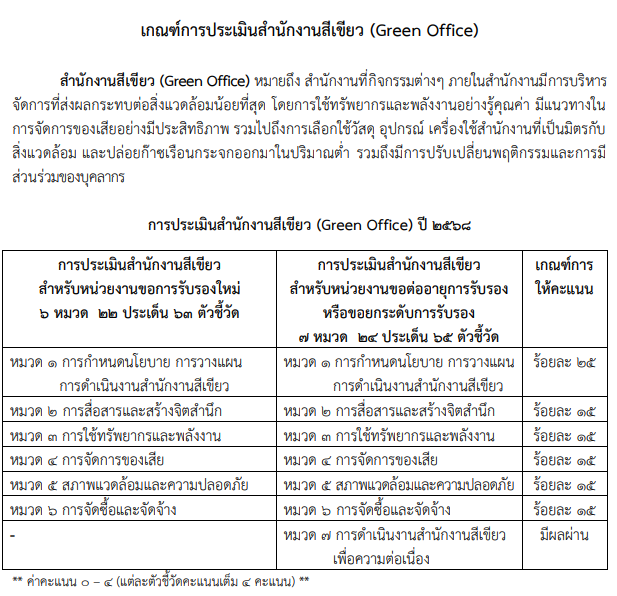 เกณฑ์การประเมินสำนักงานสีเขียว (Green Office)
สำนักงานสีเขียว (Green Office) หมายถึง สำนักงานที่กิจกรรมต่างๆ ภายในสำนักงานมีการบริหาร
จัดการที่ส่งผลกระทบต่อสิ่งแวดล้อมน้อยที่สุด โดยการใช้ทรัพยากรและพลังงานอย่างรู้คุณค่า มีแนวทางใน
การจัดการของเสียอย่างมีประสิทธิภาพ รวมไปถึงการเลือกใช้วัสดุ อุปกรณ์ เครื่องใช้สำนักงานที่เป็นมิตรกับ
สิ่งแวดล้อม และปล่อยก๊าซเรือนกระจกออกมาในปริมาณต่ำ รวมถึงมีการปรับเปลี่ยนพฤติกรรมและการมี
ส่วนร่วมของบุคลากร
การประเมินสำนักงานสีเขียว (Green Office) ปี ๒๕๖๘
การประเมินสำนักงานสีเขียว
สำหรับหน่วยงานขอการรับรองใหม่
๖ หมวด ๒๒ ประเด็น ๖๓ ตัวชี้วัด
การประเมินสำนักงานสีเขียว
สำหรับหน่วยงานขอต่ออายุการรับรอง
หรือขอยกระดับการรับรอง
๗ หมวด ๒๔ ประเด็น ๖๕ ตัวชี้วัด
เกณฑ์การ
ให้คะแนน
หมวด ๑ การกำหนดนโยบาย การวางแผน
การดำเนินงานสำนักงานสีเขียว
หมวด ๑ การกำหนดนโยบาย การวางแผน
การดำเนินงานสำนักงานสีเขียว
ร้อยละ ๒๕
หมวด ๒ การสื่อสารและสร้างจิตสำนึก
หมวด ๒ การสื่อสารและสร้างจิตสำนึก
ร้อยละ ๑๕
หมวด ๓ การใช้ทรัพยากรและพลังงาน
หมวด ๓ การใช้ทรัพยากรและพลังงาน
ร้อยละ ๑๕
หมวด ๔ การจัดการของเสีย
หมวด ๔ การจัดการของเสีย
ร้อยละ ๑๕
หมวด ๕ สภาพแวดล้อมและความปลอดภัย
หมวด ๕ สภาพแวดล้อมและความปลอดภัย
ร้อยละ ๑๕
หมวด ๖ การจัดซื้อและจัดจ้าง
หมวด ๖ การจัดซื้อและจัดจ้าง
ร้อยละ ๑๕
-
หมวด ๗ การดำเนินงานสำนักงานสีเขียว
เพื่อความต่อเนื่อง
มีผลผ่าน
** ค่าคะแนน ๐ – ๔ (แต่ละตัวชี้วัดคะแนนเต็ม ๔ คะแนน) **